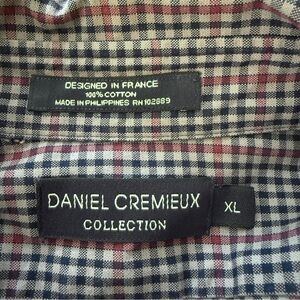 DESIGNED IN FRANCE
100% COTTON
MADE IN PHILIPPINES RN 102889
DANIEL CREMIEUX
COLLECTION
XL